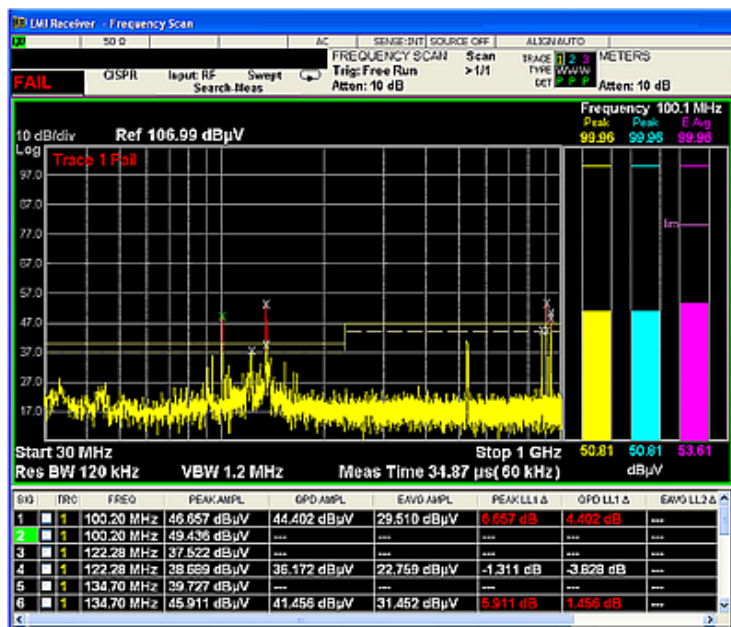 EMI Receiver - Frequency Scan
50 Ω AC SENSE:INT SOURCE OFF ALIGN AUTO
FREQUENCY SCAN Scan TRACE 1 2 3 METERS
Trig: Free Run >1/1 TYPE WWW
FAIL CISPR Input: RF Swept Atten: 10 dB DET P P P Atten: 10 dB
Search-Meas
Frequency 100.1 MHz
Peak Peak E Avg
10 dB/div Ref 106.99 dBµV 99.96 99.96 99.96
Log
Trace 1 Fail
97.0
87.0
77.0
lim
67.0
57.0
47.0
37.0
27.0
17.0
Start 30 MHz Stop 1 GHz 50.81 50.81 53.61
Res BW 120 kHz VBW 1.2 MHz Meas Time 34.87 µs(60 kHz) dBµV
SIG TRC FREQ PEAK AMPL QPD AMPL EAVG AMPL PEAK LL1 Δ QPD LL1 Δ EAVG LL2 Δ
1 1 100.20 MHz 46.657 dBµV 44.402 dBµV 29.510 dBµV 6.657 dB 4.402 dB ---
2 1 100.20 MHz 49.436 dBµV --- --- --- --- ---
3 1 122.28 MHz 37.522 dBµV --- --- --- --- ---
4 1 122.28 MHz 38.689 dBµV 36.172 dBµV 22.759 dBµV -1.311 dB -3.828 dB ---
5 1 134.70 MHz 39.727 dBµV --- --- --- --- ---
6 1 134.70 MHz 45.911 dBµV 41.456 dBµV 31.452 dBµV 5.911 dB 1.456 dB ---